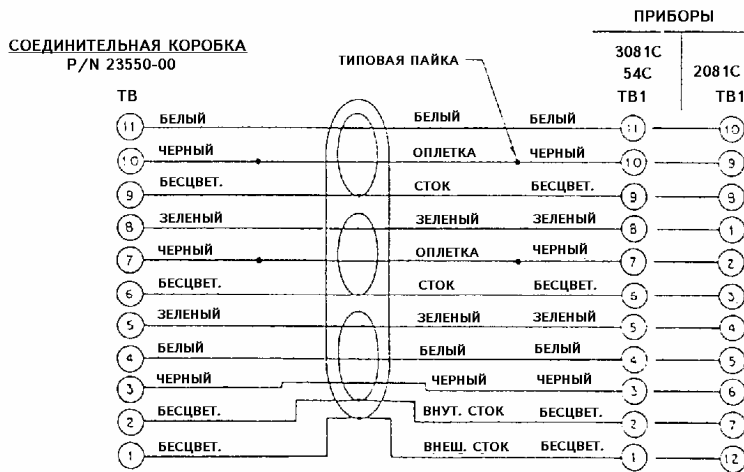 ПРИБОРЫ
СОЕДИНИТЕЛЬНАЯ КОРОБКА
P/N 23550-00
ТИПОВАЯ ПАЙКА
3081C
54C
2081C
TB
TB1
TB1
11 БЕЛЫЙ БЕЛЫЙ БЕЛЫЙ 11 10
10 ЧЕРНЫЙ ОПЛЕТКА ЧЕРНЫЙ 10 9
9 БЕСЦВЕТ. СТОК БЕСЦВЕТ. 9 8
8 ЗЕЛЕНЫЙ ЗЕЛЕНЫЙ ЗЕЛЕНЫЙ 8 1
7 ЧЕРНЫЙ ОПЛЕТКА ЧЕРНЫЙ 7 2
6 БЕСЦВЕТ. СТОК БЕСЦВЕТ. 6 3
5 ЗЕЛЕНЫЙ ЗЕЛЕНЫЙ ЗЕЛЕНЫЙ 5 4
4 БЕЛЫЙ БЕЛЫЙ БЕЛЫЙ 4 5
3 ЧЕРНЫЙ ЧЕРНЫЙ ЧЕРНЫЙ 3 6
2 БЕСЦВЕТ. ВНУТ. СТОК БЕСЦВЕТ. 2 7
1 БЕСЦВЕТ. ВНЕШ. СТОК БЕСЦВЕТ. 1 12